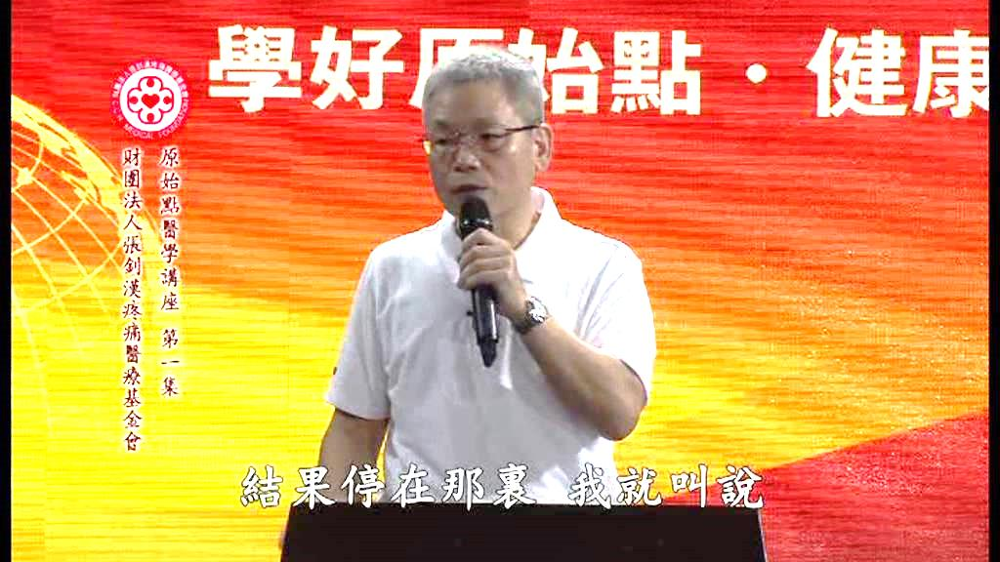 學好原始點·健康
原始點醫學講座 第一集
財團法人張釗漢疼痛醫療基金會
結果停在那裏 我就叫說